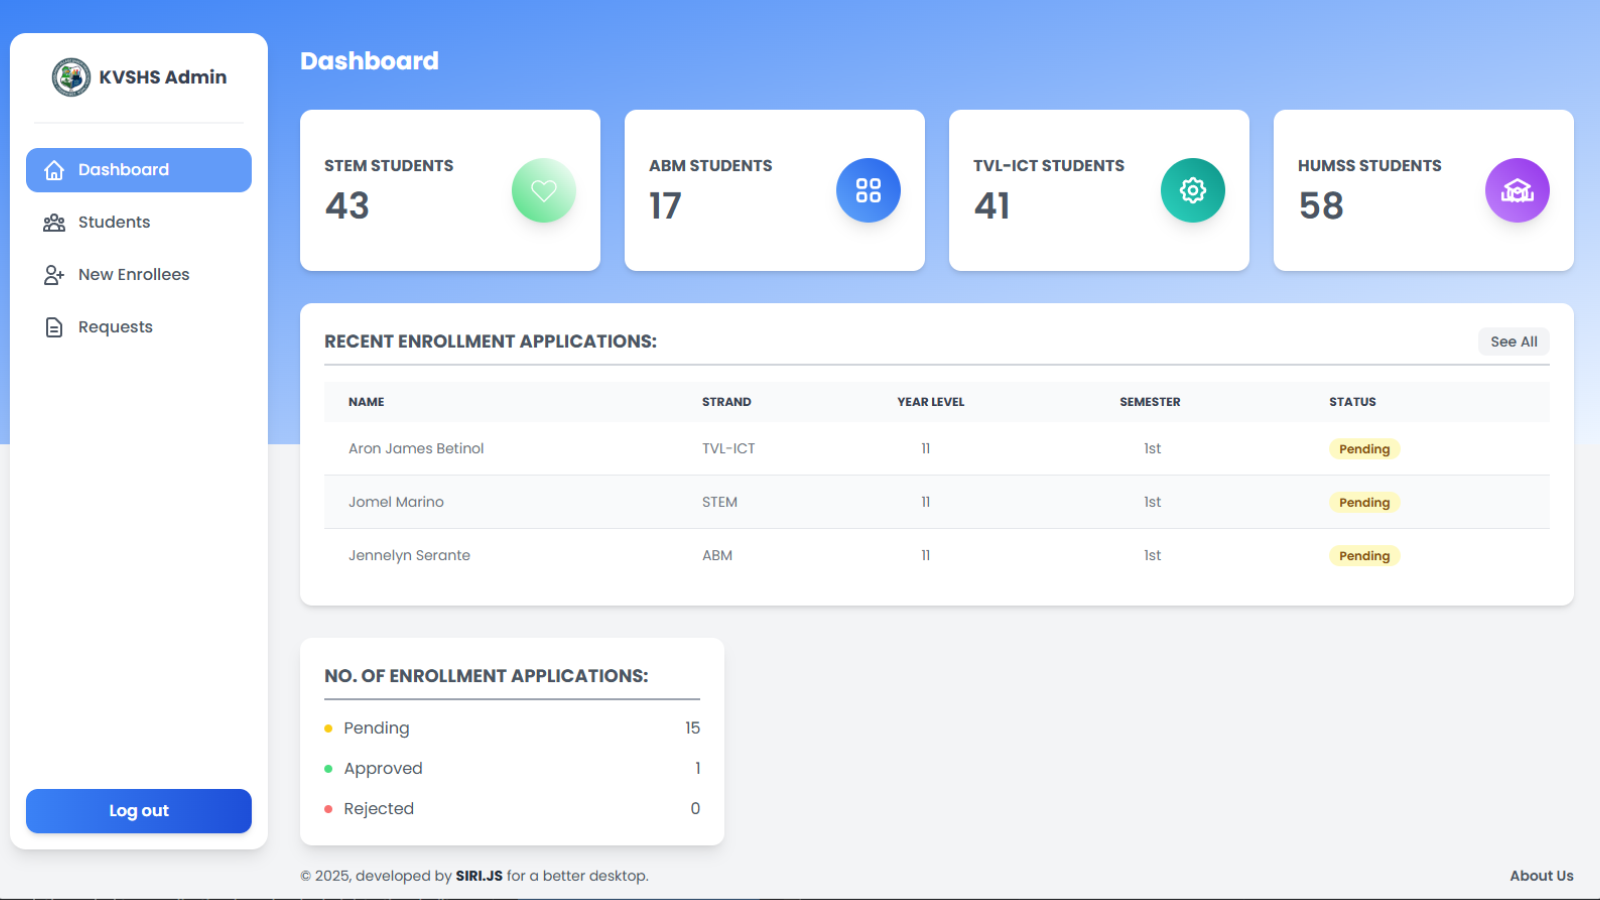 KVSHS Admin
Dashboard
Students
New Enrollees
Requests
Log out
Dashboard
STEM STUDENTS
43
ABM STUDENTS
17
TVL-ICT STUDENTS
41
HUMSS STUDENTS
58
RECENT ENROLLMENT APPLICATIONS: See All
NAME STRAND YEAR LEVEL SEMESTER STATUS
Aron James Betinol TVL-ICT 11 1st Pending
Jomel Marino STEM 11 1st Pending
Jennelyn Serante ABM 11 1st Pending
NO. OF ENROLLMENT APPLICATIONS:
Pending 15
Approved 1
Rejected 0
© 2025, developed by SIRI.JS for a better desktop. About Us